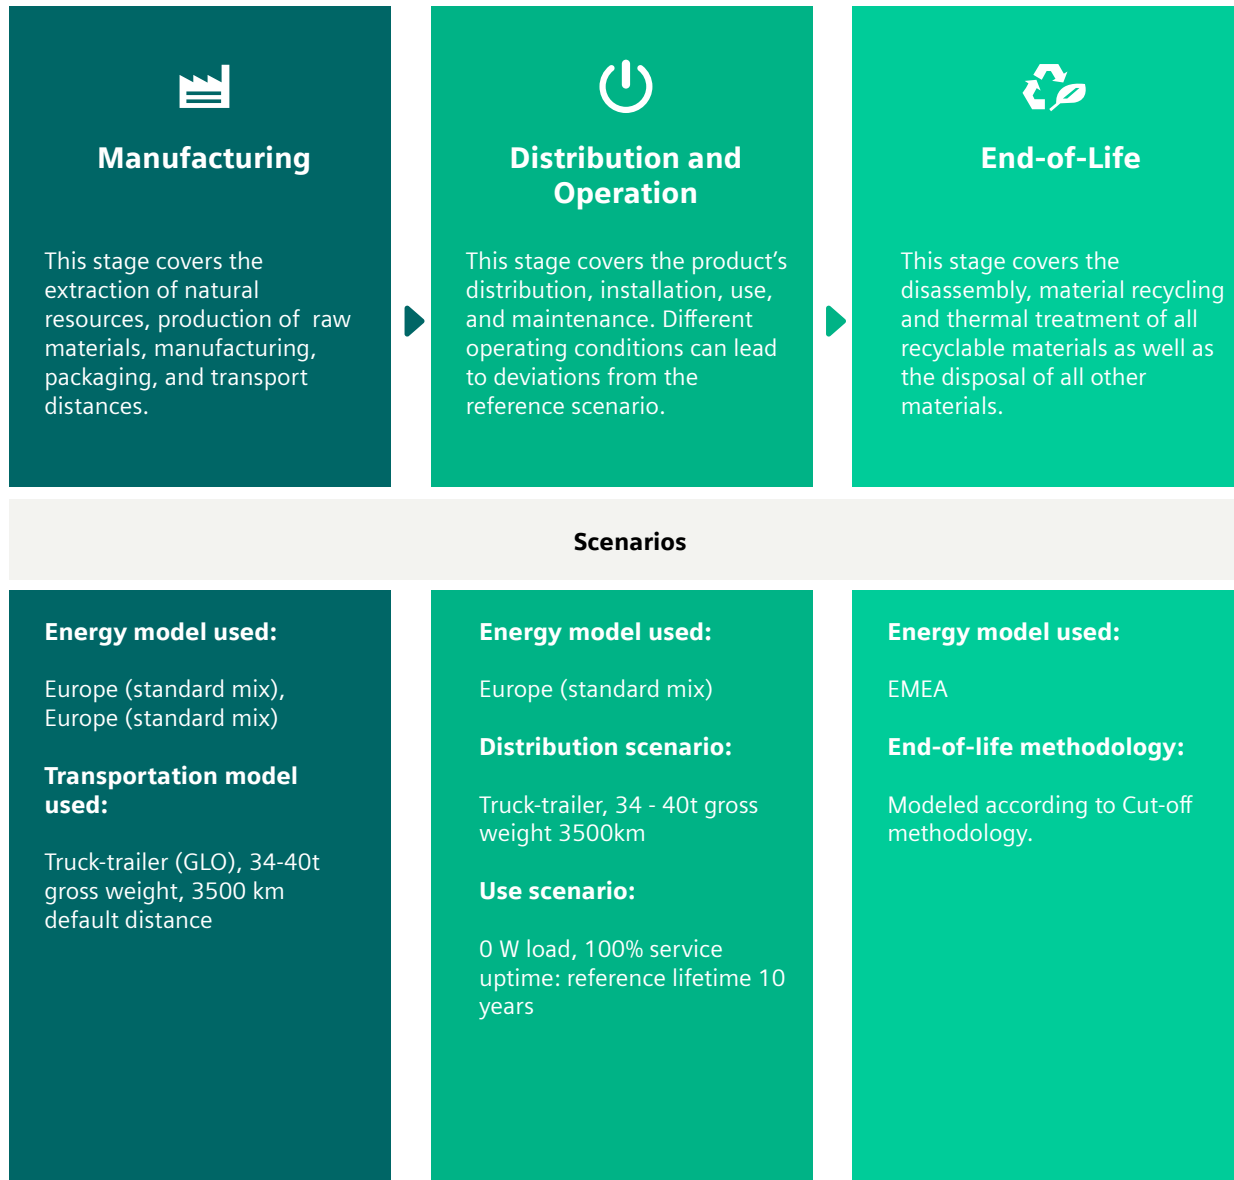 Manufacturing
This stage covers the
extraction of natural
resources, production of  raw
materials, manufacturing,
packaging, and transport
distances.
Distribution and
Operation
This stage covers the product’s
distribution, installation, use,
and maintenance. Different
operating conditions can lead
to deviations from the
reference scenario.
End-of-Life
This stage covers the
disassembly, material recycling
and thermal treatment of all
recyclable materials as well as
the disposal of all other
materials.
Scenarios
Energy model used:
Europe (standard mix),
Europe (standard mix)
Transportation model
used:
Truck-trailer (GLO), 34-40t
gross weight, 3500 km
default distance
Energy model used:
Europe (standard mix)
Distribution scenario:
Truck-trailer, 34 - 40t gross
weight 3500km
Use scenario:
0 W load, 100% service
uptime: reference lifetime 10
years
Energy model used:
EMEA
End-of-life methodology:
Modeled according to Cut-off
methodology.